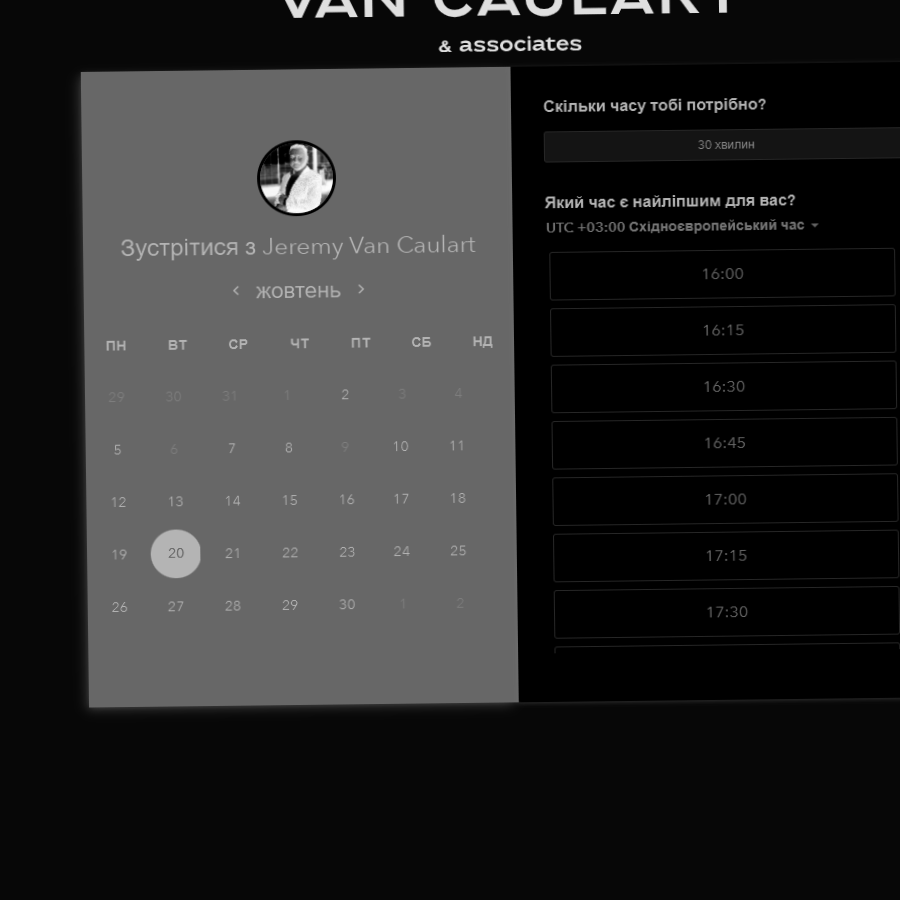 VAN CAULART
& associates
Зустрітися з Jeremy Van Caulart
жовтень
ПН ВТ СР ЧТ ПТ СБ НД
29 30 31 1 2 3 4
5 6 7 8 9 10 11
12 13 14 15 16 17 18
19 20 21 22 23 24 25
26 27 28 29 30 1 2
Скільки часу тобі потрібно?
30 хвилин
Який час є найліпшим для вас?
UTC +03:00 Східноєвропейський час
16:00
16:15
16:30
16:45
17:00
17:15
17:30